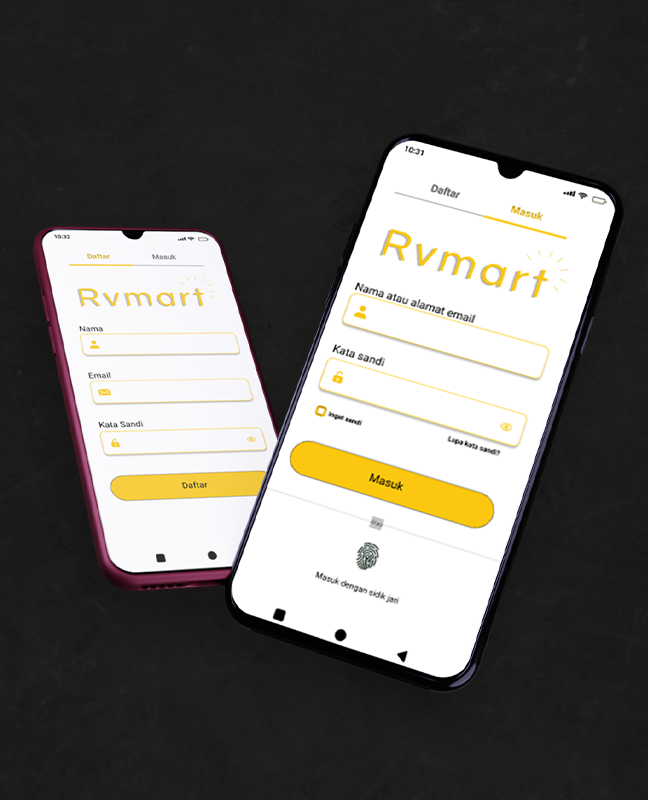 10:32
Daftar
Masuk
Rvmart
Nama
Email
Kata Sandi
Daftar
10:31
Daftar
Masuk
Rvmart
Nama atau alamat email
Kata sandi
Ingat sandi
Lupa kata sandi?
Masuk
Masuk dengan sidik jari